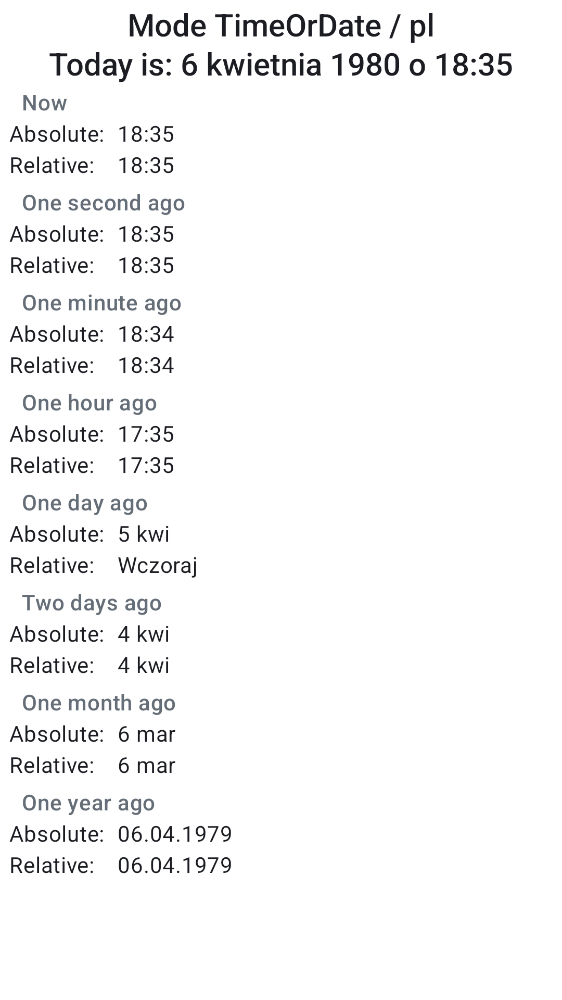 Mode TimeOrDate / pl
Today is: 6 kwietnia 1980 o 18:35
Now
Absolute: 18:35
Relative: 18:35
One second ago
Absolute: 18:35
Relative: 18:35
One minute ago
Absolute: 18:34
Relative: 18:34
One hour ago
Absolute: 17:35
Relative: 17:35
One day ago
Absolute: 5 kwi
Relative: Wczoraj
Two days ago
Absolute: 4 kwi
Relative: 4 kwi
One month ago
Absolute: 6 mar
Relative: 6 mar
One year ago
Absolute: 06.04.1979
Relative: 06.04.1979